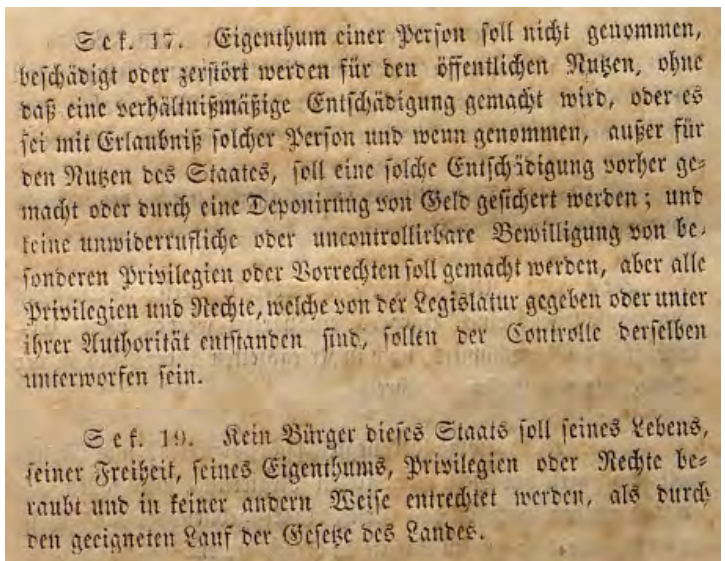 Sek. 17. Eigenthum einer Person soll nicht genommen,
beschädigt oder zerstört werden für den öffentlichen Nutzen, ohne
daß eine verhältnißmäßige Entschädigung gemacht wird, oder es
sei mit Erlaubniß solcher Person und wenn genommen, außer für
den Nutzen des Staates, soll eine solche Entschädigung vorher ge-
macht oder durch eine Deponirung von Geld gesichert werden; und
keine unwiderrufliche oder uncontrollirbare Bewilligung von be-
sonderen Privilegien oder Vorrechten soll gemacht werden, aber alle
Privilegien und Rechte, welche von der Legislatur gegeben oder unter
ihrer Authorität entstanden sind, sollen der Controlle derselben
unterworfen sein.
Sek. 19. Kein Bürger dieses Staats soll seines Lebens,
seiner Freiheit, seines Eigenthums, Privilegien oder Rechte be-
raubt und in keiner andern Weise entrechtet werden, als durch
den geeigneten Lauf der Gesetze des Landes.